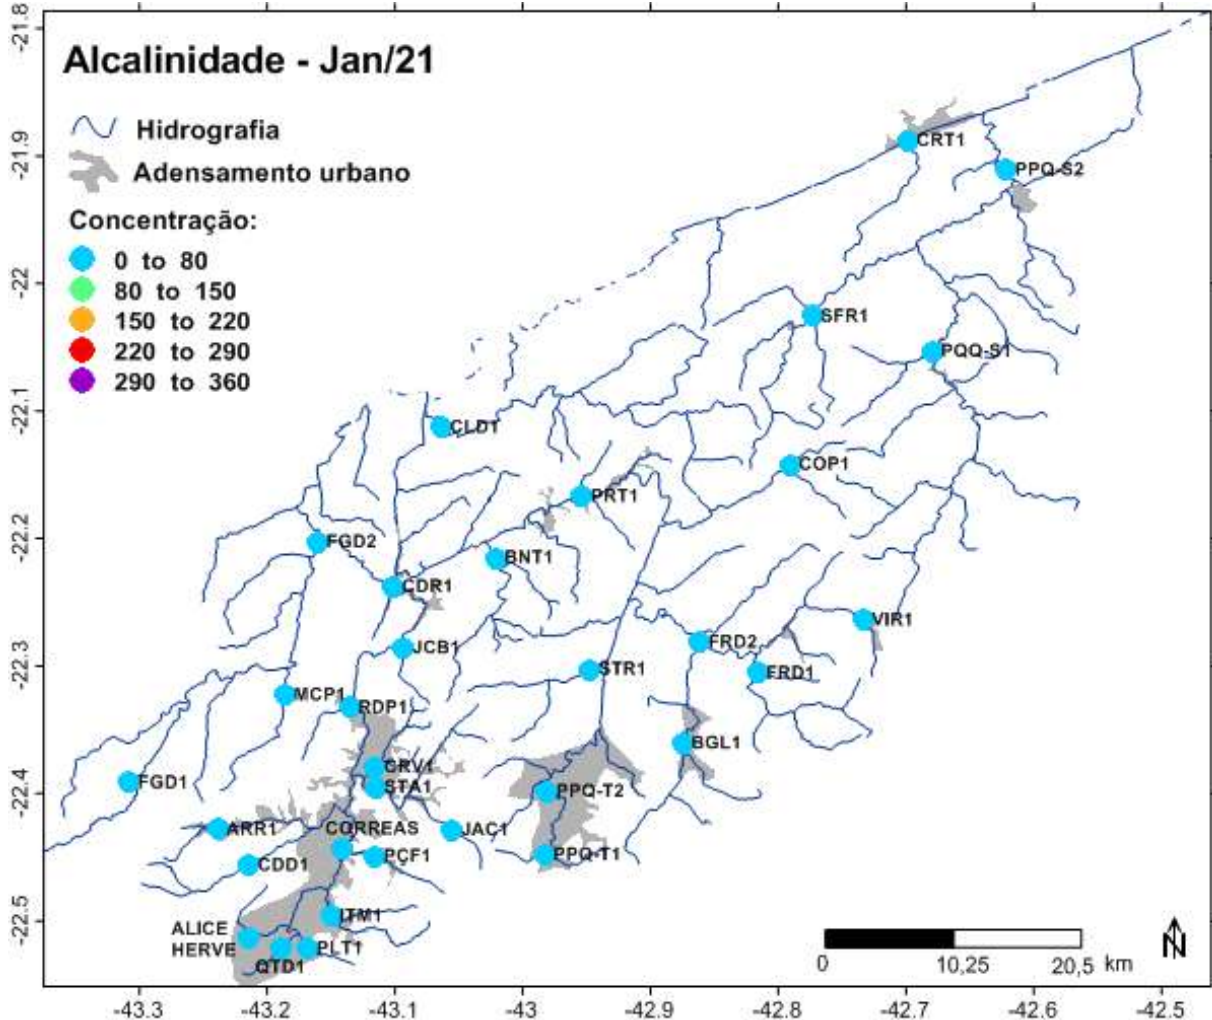 Alcalinidade - Jan/21
Hidrografia
Adensamento urbano
Concentração:
0 to 80
80 to 150
150 to 220
220 to 290
290 to 360
-21.8
-21.9
-22
-22.1
-22.2
-22.3
-22.4
-22.5
CRT1
PPQ-S2
SFR1
PQQ-S1
CLD1
COP1
PRT1
FGD2
BNT1
CDR1
VIR1
FRD2
JCB1
STR1
FRD1
MCP1
RDP1
BGL1
CRV1
FGD1
STA1
PPQ-T2
ARR1
CORREAS
JAC1
CDD1
PCF1
PPQ-T1
ITM1
ALICE
HERVE
PLT1
QTD1
0
10,25
20,5
km
N
-43.3
-43.2
-43.1
-43
-42.9
-42.8
-42.7
-42.6
-42.5